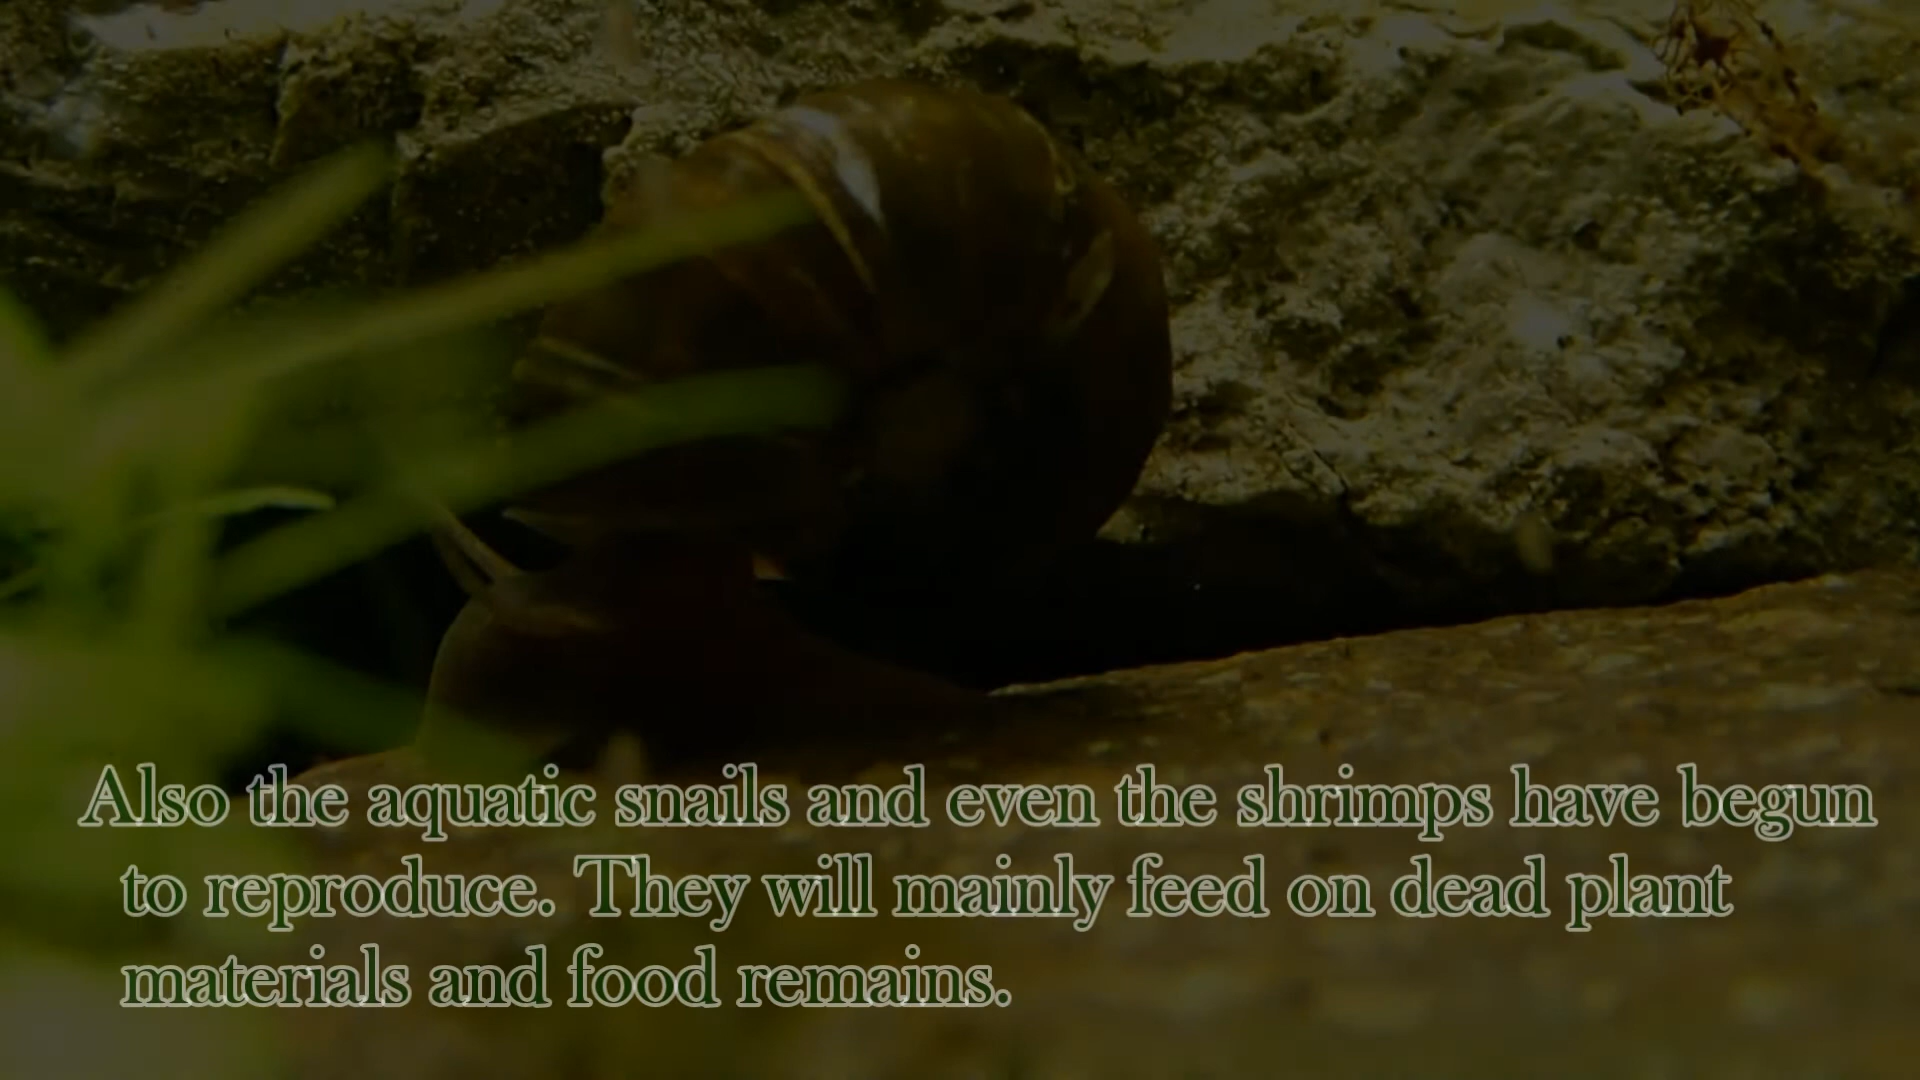 Also the aquatic snails and even the shrimps have begun
to reproduce. They will mainly feed on dead plant
materials and food remains.